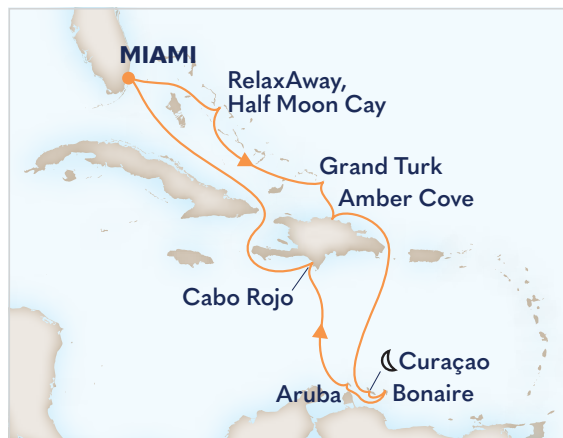 MIAMI
RelaxAway,
Half Moon Cay
Grand Turk
Amber Cove
Cabo Rojo
Curaçao
Aruba
Bonaire